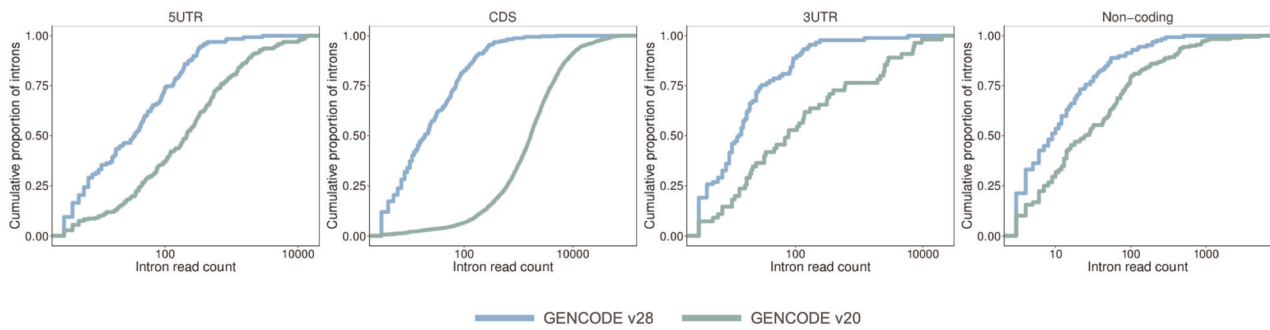 5UTR
Cumulative proportion of introns
1.00
0.75
0.50
0.25
0.00
100
10000
Intron read count
CDS
Cumulative proportion of introns
1.00
0.75
0.50
0.25
0.00
100
10000
Intron read count
3UTR
Cumulative proportion of introns
1.00
0.75
0.50
0.25
0.00
100
10000
Intron read count
Non−coding
Cumulative proportion of introns
1.00
0.75
0.50
0.25
0.00
10
100
1000
Intron read count
GENCODE v28
GENCODE v20